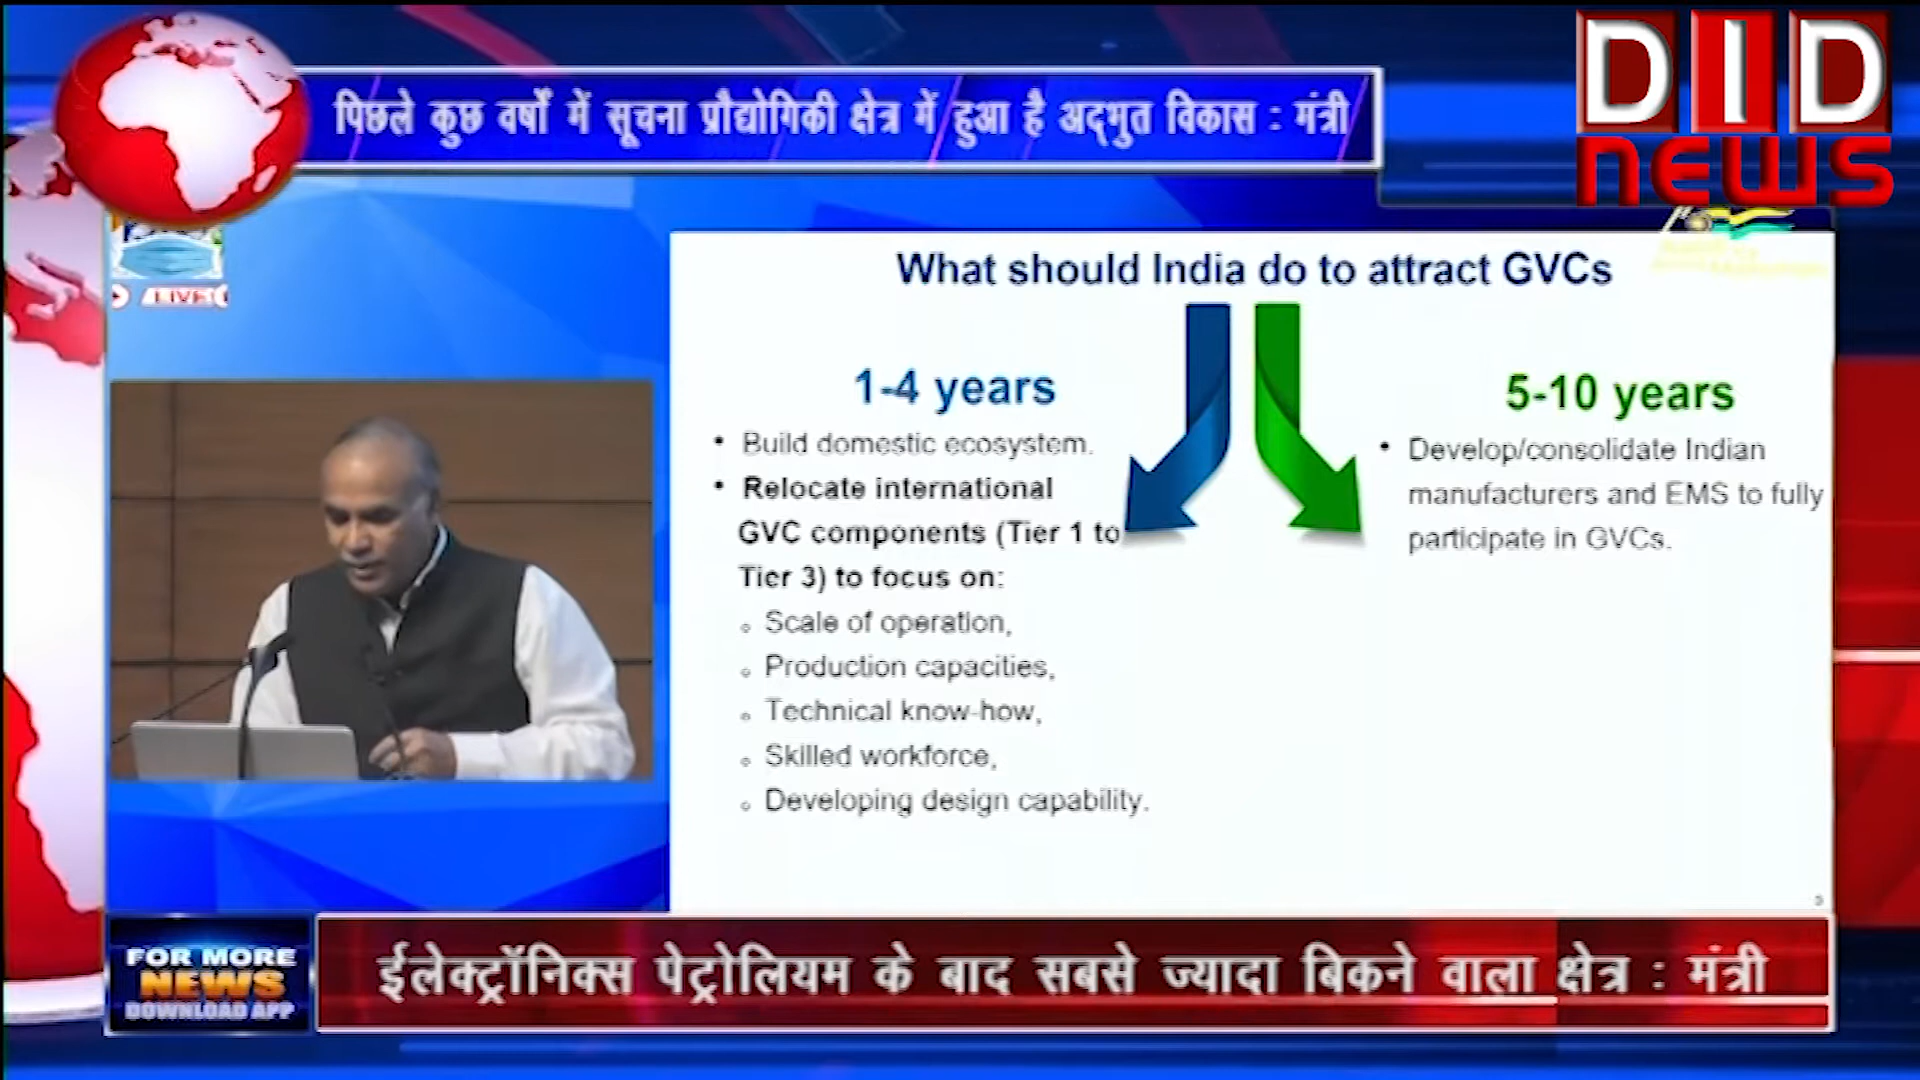 DID
news
पिछले कुछ वर्षों में सूचना प्रौद्योगिकी क्षेत्र में हुआ है अद्भुत विकास : मंत्री
LIVE!
What should India do to attract GVCs
1-4 years
• Build domestic ecosystem.
• Relocate international
GVC components (Tier 1 to
Tier 3) to focus on:
o Scale of operation,
o Production capacities,
o Technical know-how,
o Skilled workforce,
o Developing design capability.
5-10 years
• Develop/consolidate Indian
manufacturers and EMS to fully
participate in GVCs.
FOR MORE
NEWS
DOWNLOAD APP
ईलेक्ट्रॉनिक्स पेट्रोलियम के बाद सबसे ज्यादा बिकने वाला क्षेत्र : मंत्री